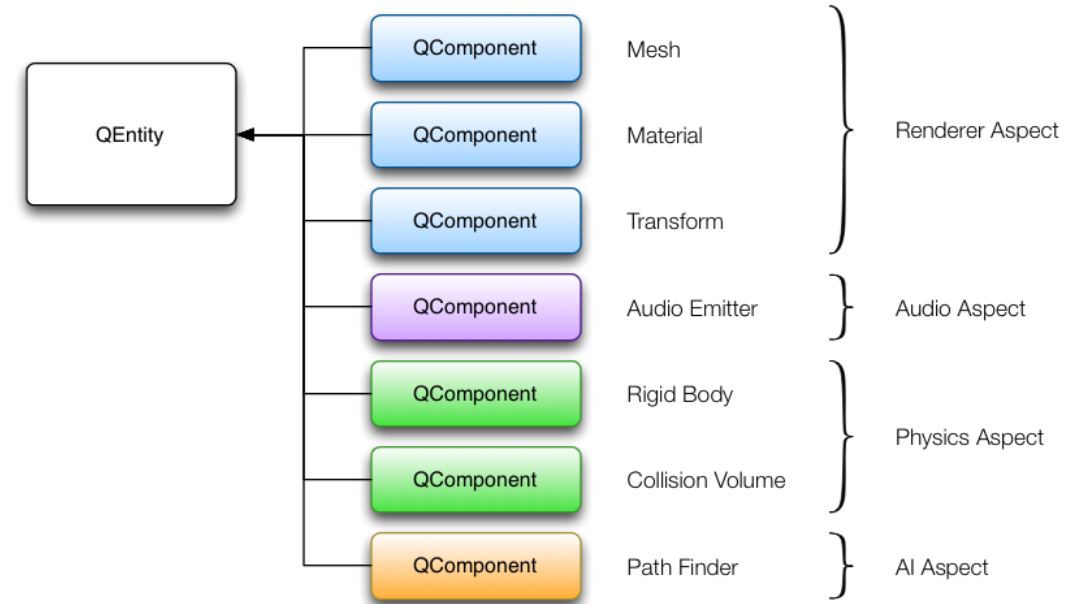 QComponent Mesh
QEntity
QComponent Material
Renderer Aspect
QComponent Transform
QComponent Audio Emitter Audio Aspect
QComponent Rigid Body
Physics Aspect
QComponent Collision Volume
QComponent Path Finder AI Aspect